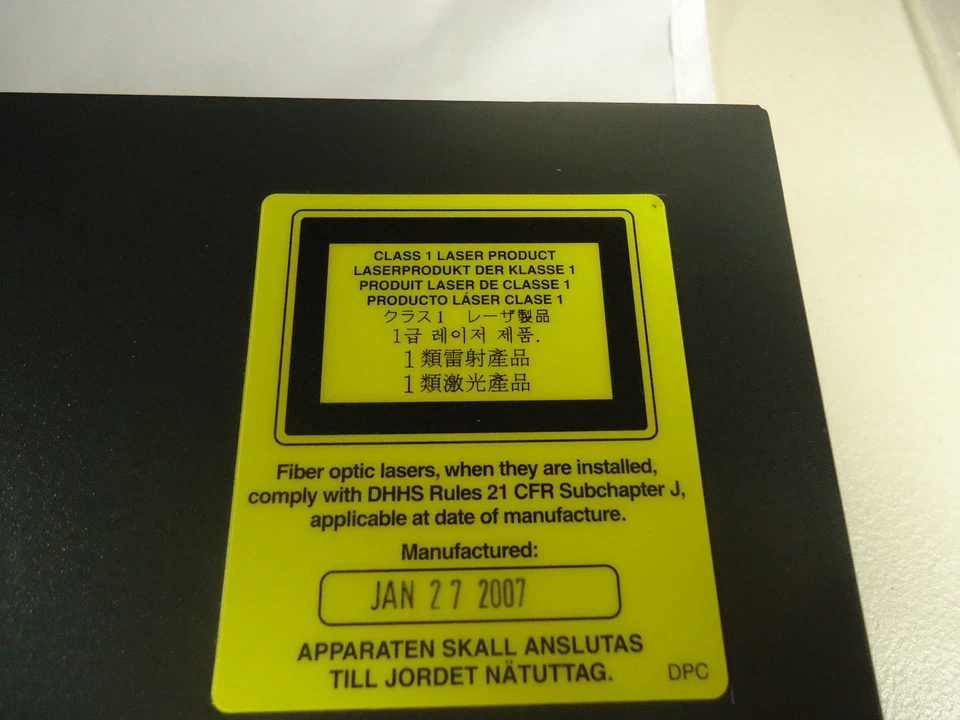 CLASS 1 LASER PRODUCT
LASERPRODUKT DER KLASSE 1
PRODUIT LASER DE CLASSE 1
PRODUCTO LÁSER CLASE 1
クラス1 レーザ製品
1급 레이저 제품.
1類雷射產品
1類激光產品
Fiber optic lasers, when they are installed,
comply with DHHS Rules 21 CFR Subchapter J,
applicable at date of manufacture.
Manufactured:
JAN 27 2007
APPARATEN SKALL ANSLUTAS
TILL JORDET NÄTUTTAG.
DPC